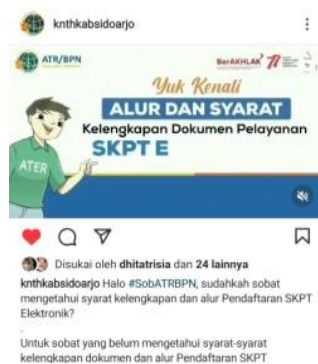 knthkabsidoarjo
ATR/BPN
BerAKHLAK
Yuk Kenali
ALUR DAN SYARAT
Kelengkapan Dokumen Pelayanan
SKPT E
ATER
Disukai oleh dhitatrisia dan 24 lainnya
knthkabsidoarjo Halo #SobATRBPN, sudahkah sobat
mengetahui syarat kelengkapan dan alur Pendaftaran SKPT
Elektronik?
.
Untuk sobat yang belum mengetahui syarat-syarat
kelengkapan dokumen dan alur Pendaftaran SKPT